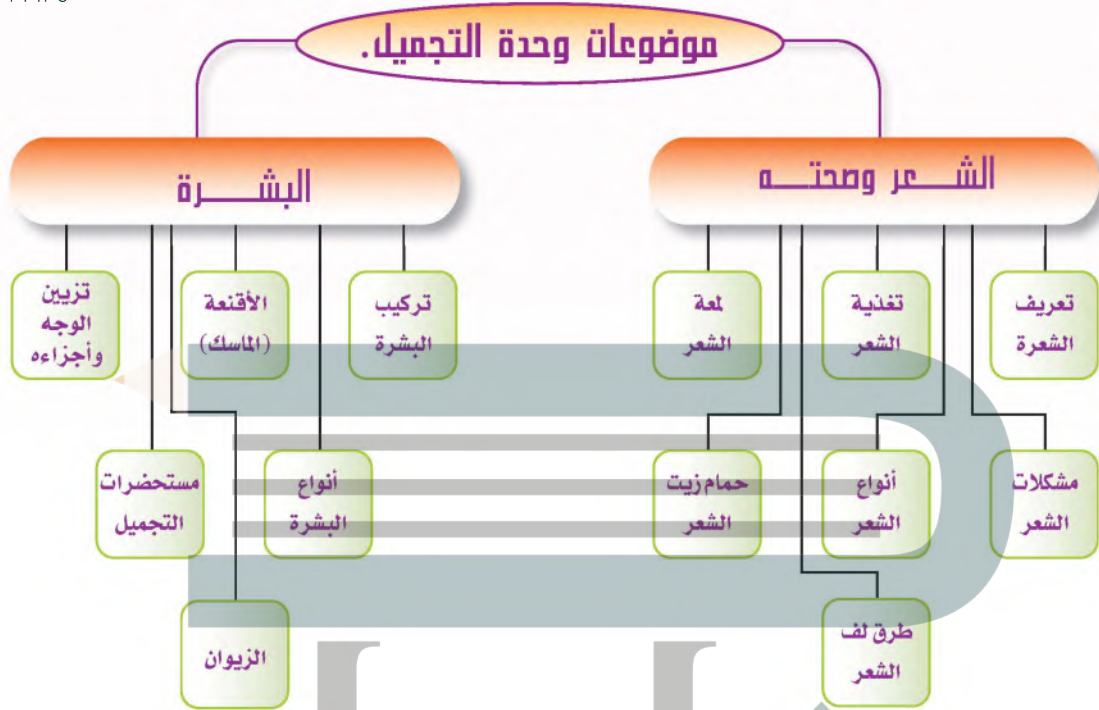 موضوعات وحدة التجميل.
الشـــعر وصحتـــه
البشـــرة
تعريف
الشعرة
تغذية
الشعر
لمعة
الشعر
مشكلات
الشعر
أنواع
الشعر
حمام زيت
الشعر
طرق لف
الشعر
تركيب
البشرة
الأقنعة
(الماسك)
تزيين
الوجه
وأجزاءه
أنواع
البشرة
مستحضرات
التجميل
الزيوان